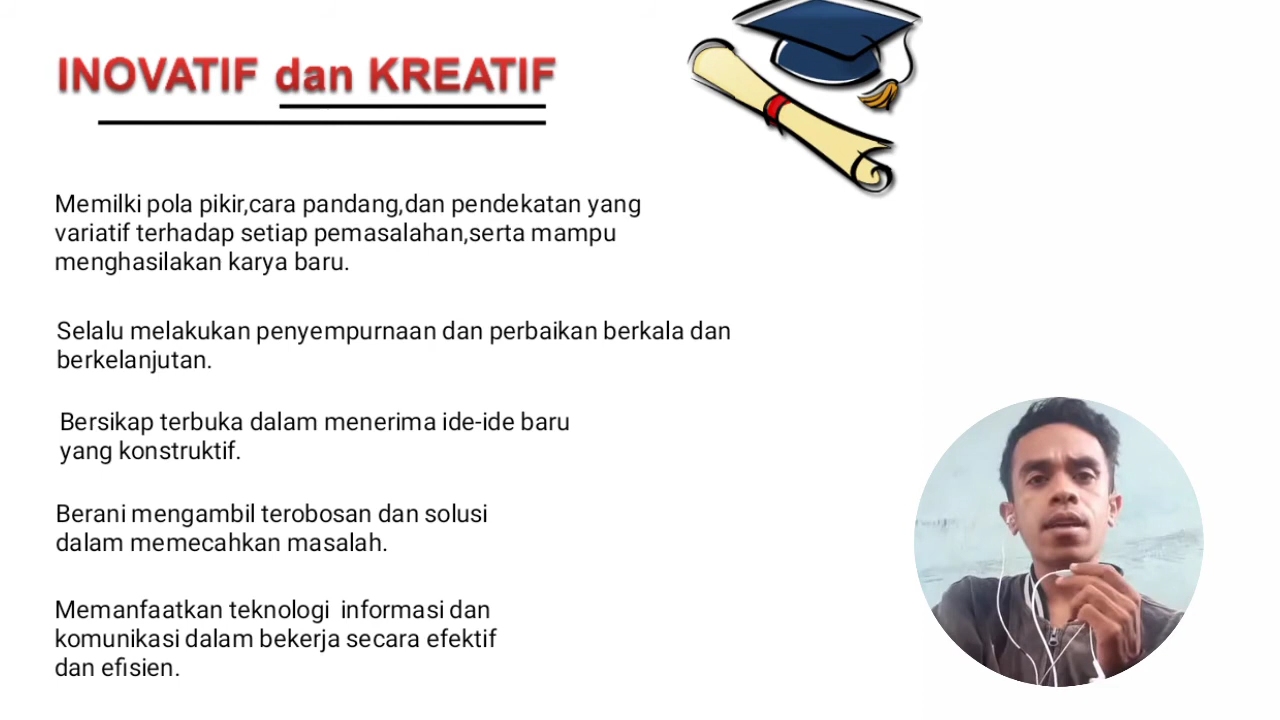 INOVATIF dan KREATIF
Memilki pola pikir,cara pandang,dan pendekatan yang
variatif terhadap setiap pemasalahan,serta mampu
menghasilakan karya baru.
Selalu melakukan penyempurnaan dan perbaikan berkala dan
berkelanjutan.
Bersikap terbuka dalam menerima ide-ide baru
yang konstruktif.
Berani mengambil terobosan dan solusi
dalam memecahkan masalah.
Memanfaatkan teknologi  informasi dan
komunikasi dalam bekerja secara efektif
dan efisien.